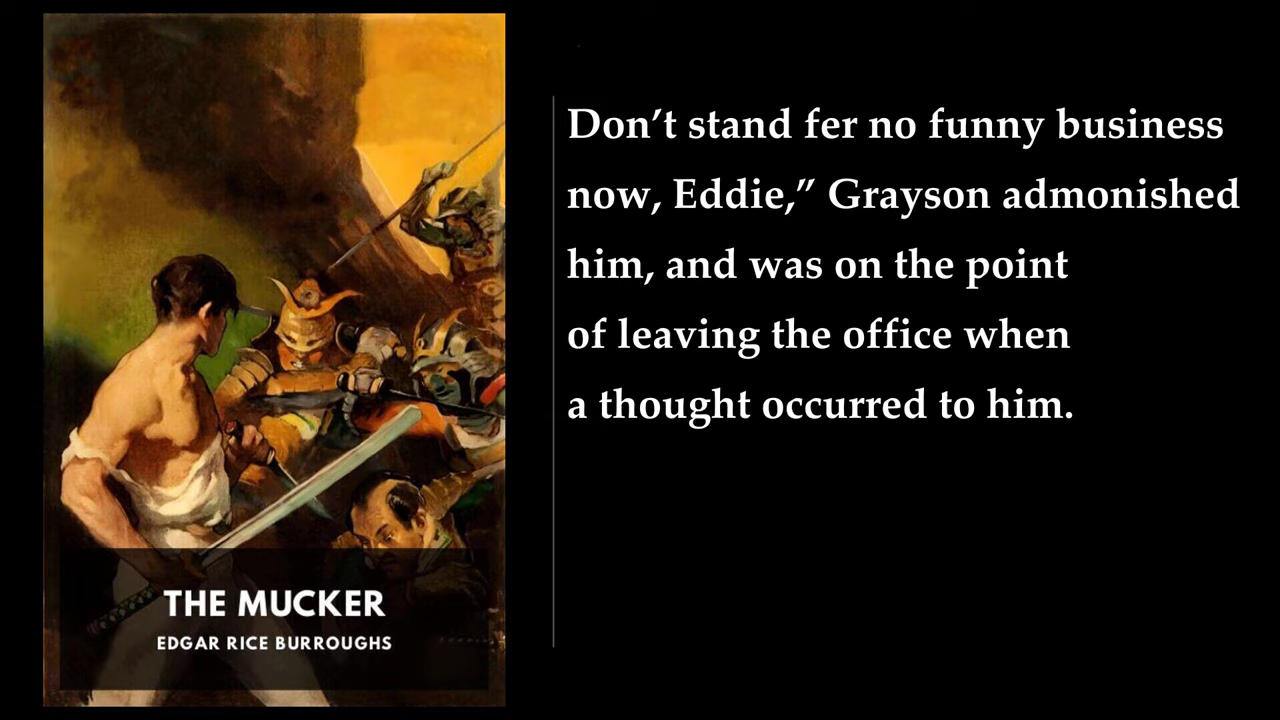 Don’t stand fer no funny business
now, Eddie,” Grayson admonished
him, and was on the point
of leaving the office when
a thought occurred to him.
THE MUCKER
EDGAR RICE BURROUGHS